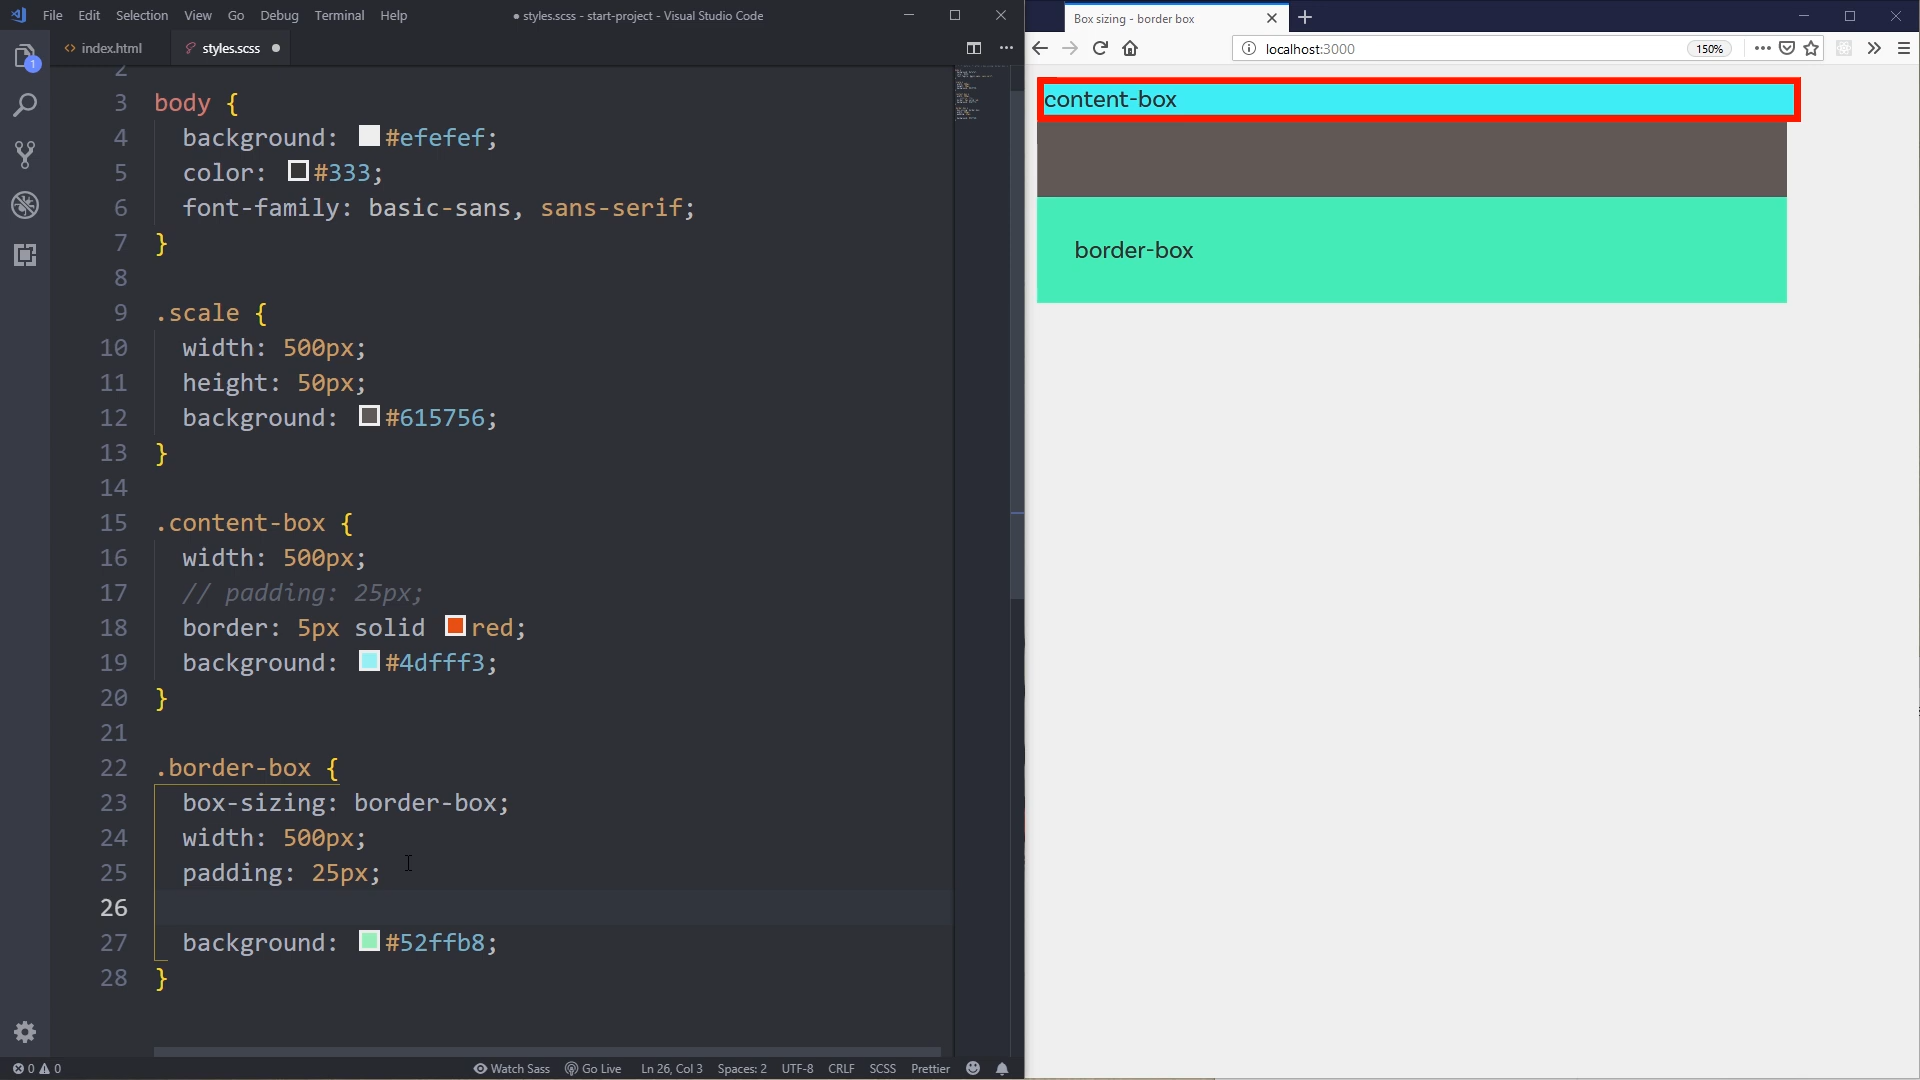 File Edit Selection View Go Debug Terminal Help
● styles.scss - start-project - Visual Studio Code
index.html
styles.scss
2
3 body {
4 background: #efefef;
5 color: #333;
6 font-family: basic-sans, sans-serif;
7 }
8
9 .scale {
10 width: 500px;
11 height: 50px;
12 background: #615756;
13 }
14
15 .content-box {
16 width: 500px;
17 // padding: 25px;
18 border: 5px solid red;
19 background: #4dfff3;
20 }
21
22 .border-box {
23 box-sizing: border-box;
24 width: 500px;
25 padding: 25px;
26
27 background: #52ffb8;
28 }
1
0 0 Watch Sass Go Live Ln 26, Col 3 Spaces: 2 UTF-8 CRLF SCSS Prettier
Box sizing - border box
localhost:3000 150%
content-box
border-box